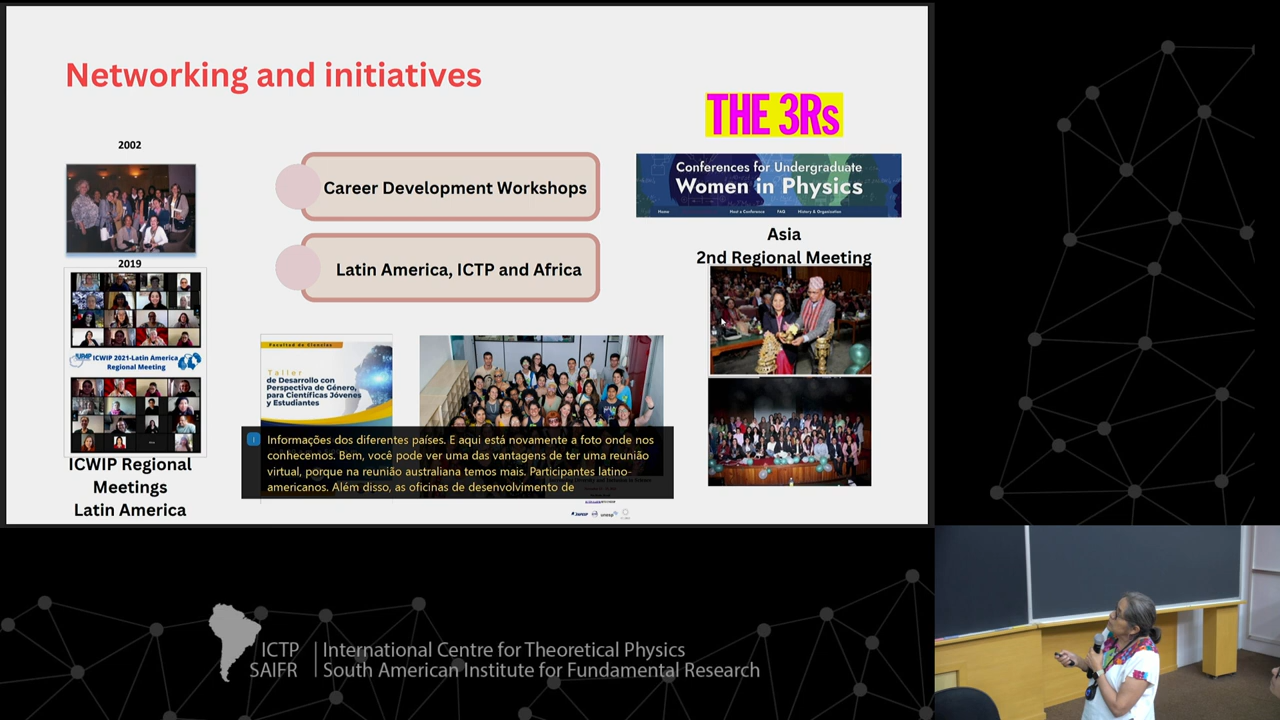 Networking and initiatives
2002
2019
ICWIP 2021-Latin America
Regional Meeting
ICWIP Regional
Meetings
Latin America
Career Development Workshops
Latin America, ICTP and Africa
Facultad de Ciencias
Taller
de Desarrollo con
Perspectiva de Género,
para Científicas Jóvenes
y Estudiantes
THE 3Rs
Conferences for Undergraduate
Women in Physics
Home Host a Conference FAQ History & Organization
Asia
2nd Regional Meeting
Informações dos diferentes países. E aqui está novamente a foto onde nos
conhecemos. Bem, você pode ver uma das vantagens de ter uma reunião
virtual, porque na reunião australiana temos mais. Participantes latino-
americanos. Além disso, as oficinas de desenvolvimento de
unesp
ICTP
SAIFR
International Centre for Theoretical Physics
South American Institute for Fundamental Research